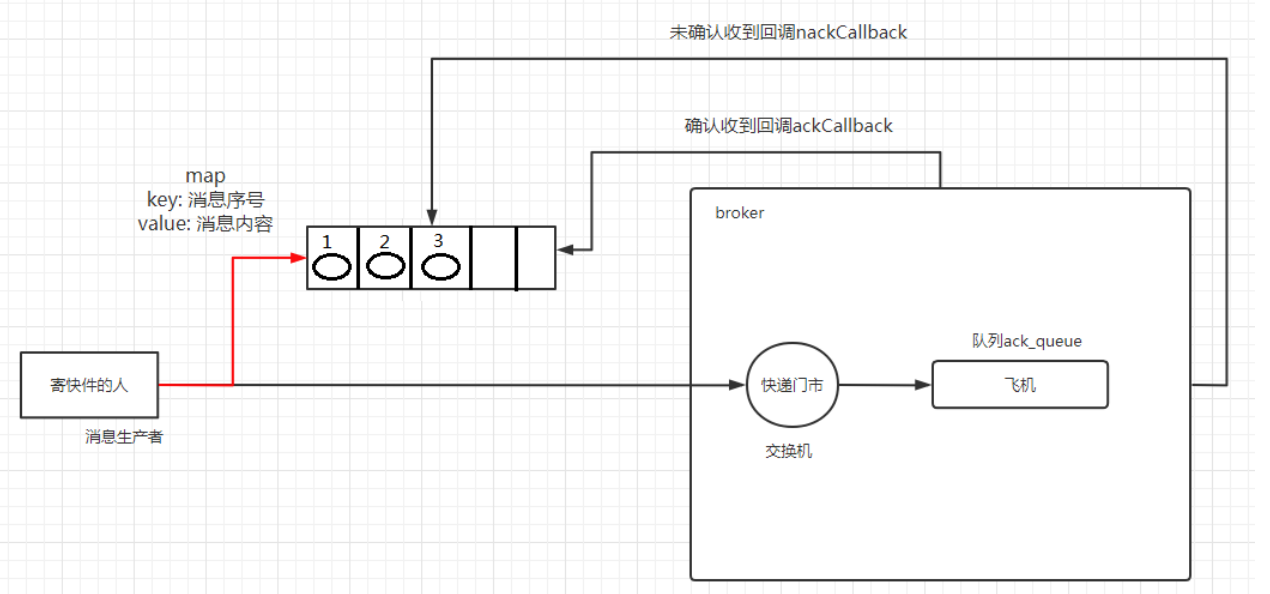 未确认收到回调nackCallback
确认收到回调ackCallback
map
key: 消息序号
value: 消息内容
broker
1 2 3
队列ack_queue
寄快件的人
快递门市
飞机
消息生产者
交换机